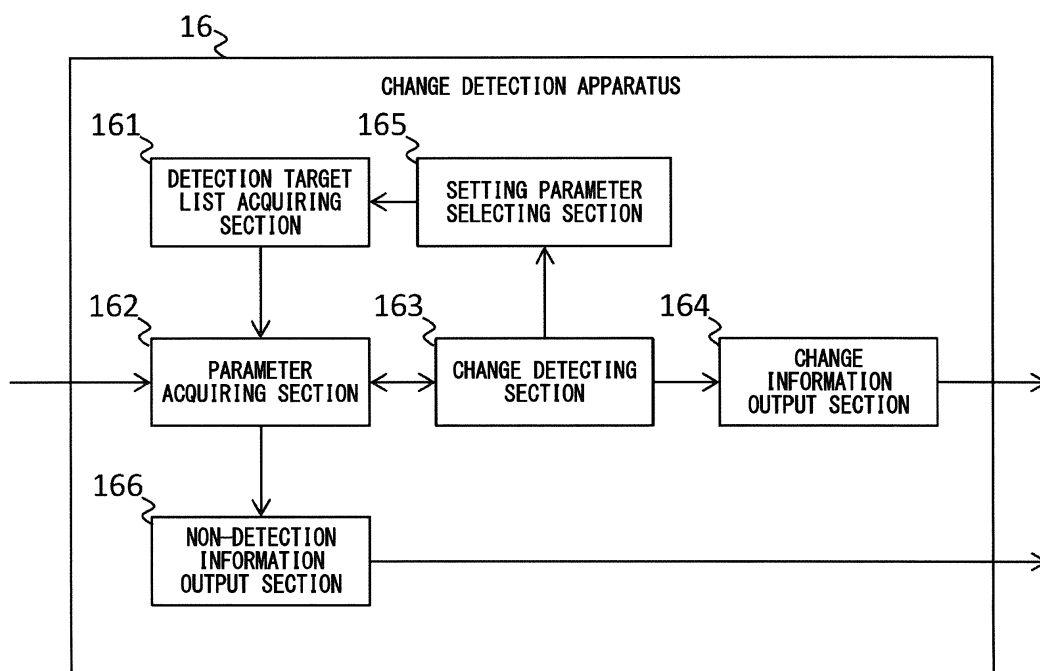 16
CHANGE DETECTION APPARATUS
161
DETECTION TARGET
LIST ACQUIRING
SECTION
165
SETTING PARAMETER
SELECTING SECTION
162
PARAMETER
ACQUIRING SECTION
163
CHANGE DETECTING
SECTION
164
CHANGE
INFORMATION
OUTPUT SECTION
166
NON-DETECTION
INFORMATION
OUTPUT SECTION